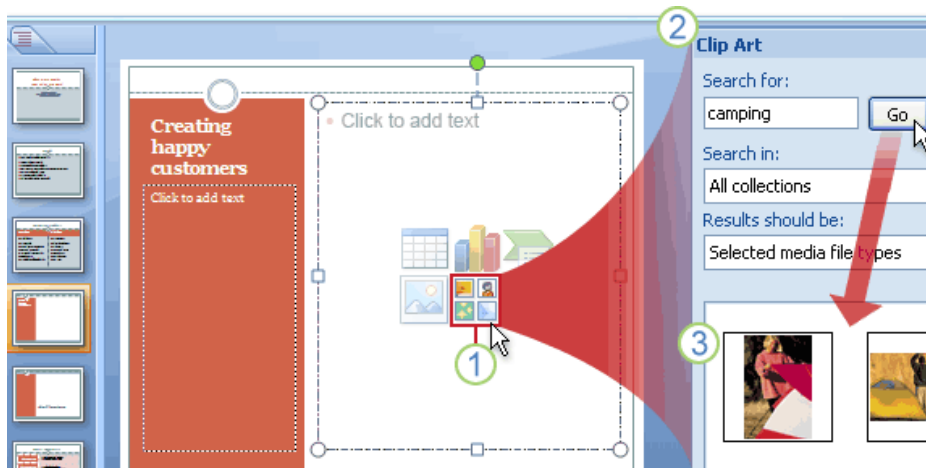 2
Clip Art
Search for:
camping
Go
Creating
happy
customers
Click to add text
Click to add text
Search in:
All collections
Results should be:
Selected media file types
3
1